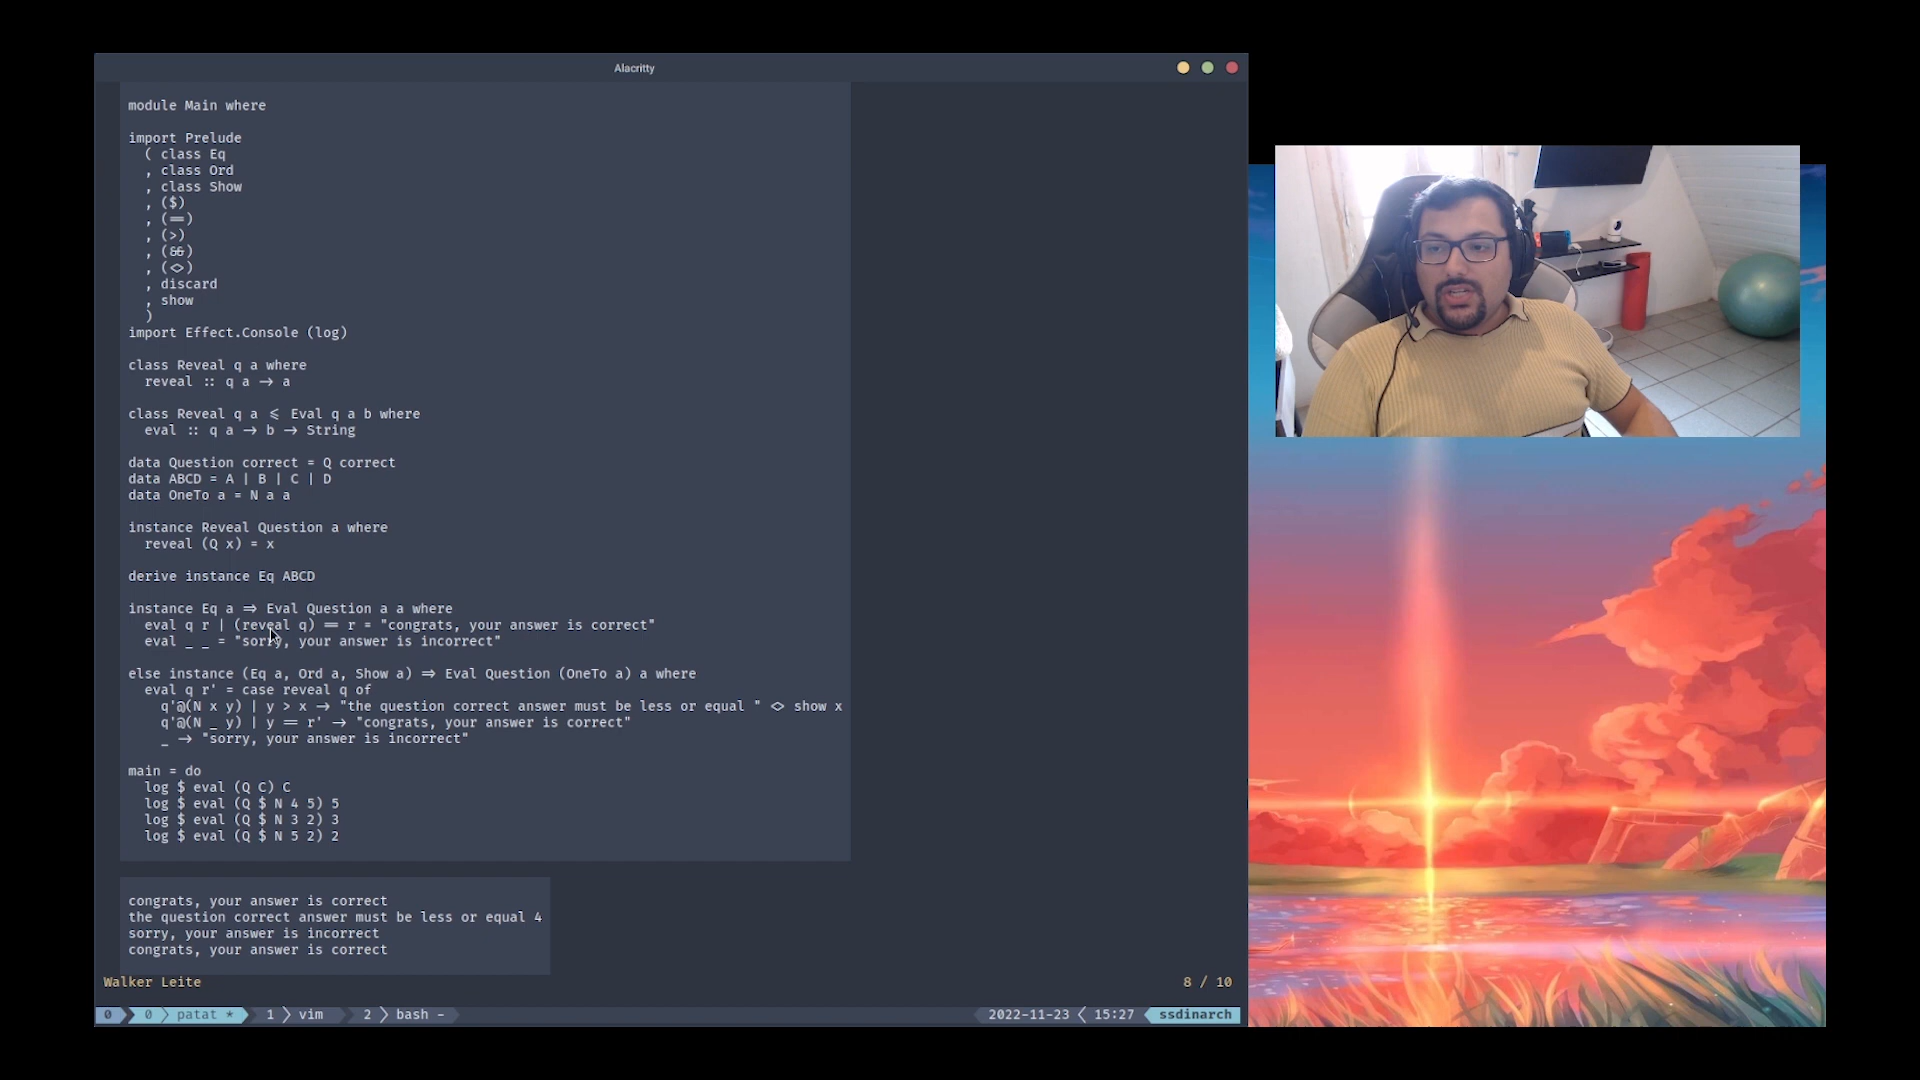 Alacritty
module Main where
import Prelude
( class Eq
, class Ord
, class Show
, ($)
, (==)
, (>)
, (&&)
, (<>)
, discard
, show
)
import Effect.Console (log)
class Reveal q a where
reveal :: q a -> a
class Reveal q a <= Eval q a b where
eval :: q a -> b -> String
data Question correct = Q correct
data ABCD = A | B | C | D
data OneTo a = N a a
instance Reveal Question a where
reveal (Q x) = x
derive instance Eq ABCD
instance Eq a => Eval Question a a where
eval q r | (reveal q) == r = "congrats, your answer is correct"
eval _ _ = "sorry, your answer is incorrect"
else instance (Eq a, Ord a, Show a) => Eval Question (OneTo a) a where
eval q r' = case reveal q of
q'@(N x y) | y > x -> "the question correct answer must be less or equal " <> show x
q'@(N _ y) | y == r' -> "congrats, your answer is correct"
_ -> "sorry, your answer is incorrect"
main = do
log $ eval (Q C) C
log $ eval (Q $ N 4 5) 5
log $ eval (Q $ N 3 2) 3
log $ eval (Q $ N 5 2) 2
congrats, your answer is correct
the question correct answer must be less or equal 4
sorry, your answer is incorrect
congrats, your answer is correct
Walker Leite 8 / 10
0 0 patat * 1 vim 2 bash - 2022-11-23 15:27 ssdinarch